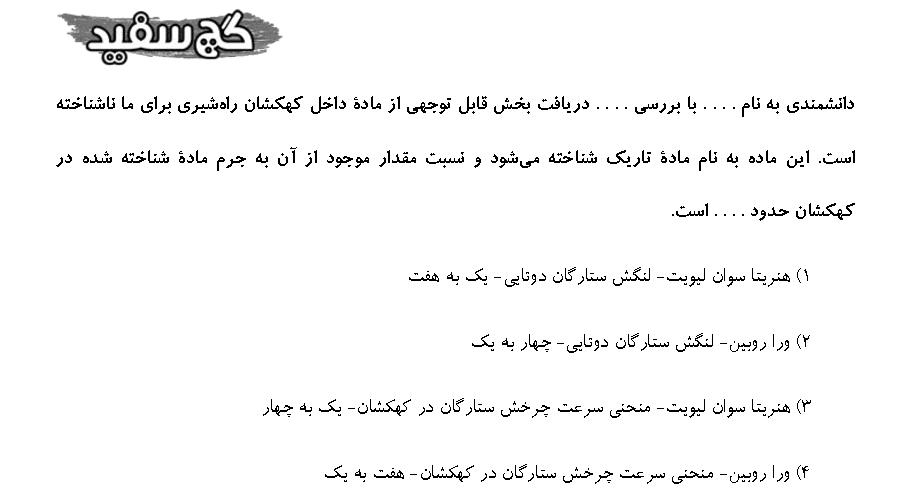 گچ سفید
دانشمندی به نام . . . . با بررسی . . . . دریافت بخش قابل توجهی از مادهٔ داخل کهکشان راه‌شیری برای ما ناشناخته
است. این ماده به نام مادهٔ تاریک شناخته می‌شود و نسبت مقدار موجود از آن به جرم مادهٔ شناخته شده در
کهکشان حدود . . . . است.
۱) هنریتا سوان لیویت- لنگش ستارگان دوتایی- یک به هفت
۲) ورا روبین- لنگش ستارگان دوتایی- چهار به یک
۳) هنریتا سوان لیویت- منحنی سرعت چرخش ستارگان در کهکشان- یک به چهار
۴) ورا روبین- منحنی سرعت چرخش ستارگان در کهکشان- هفت به یک